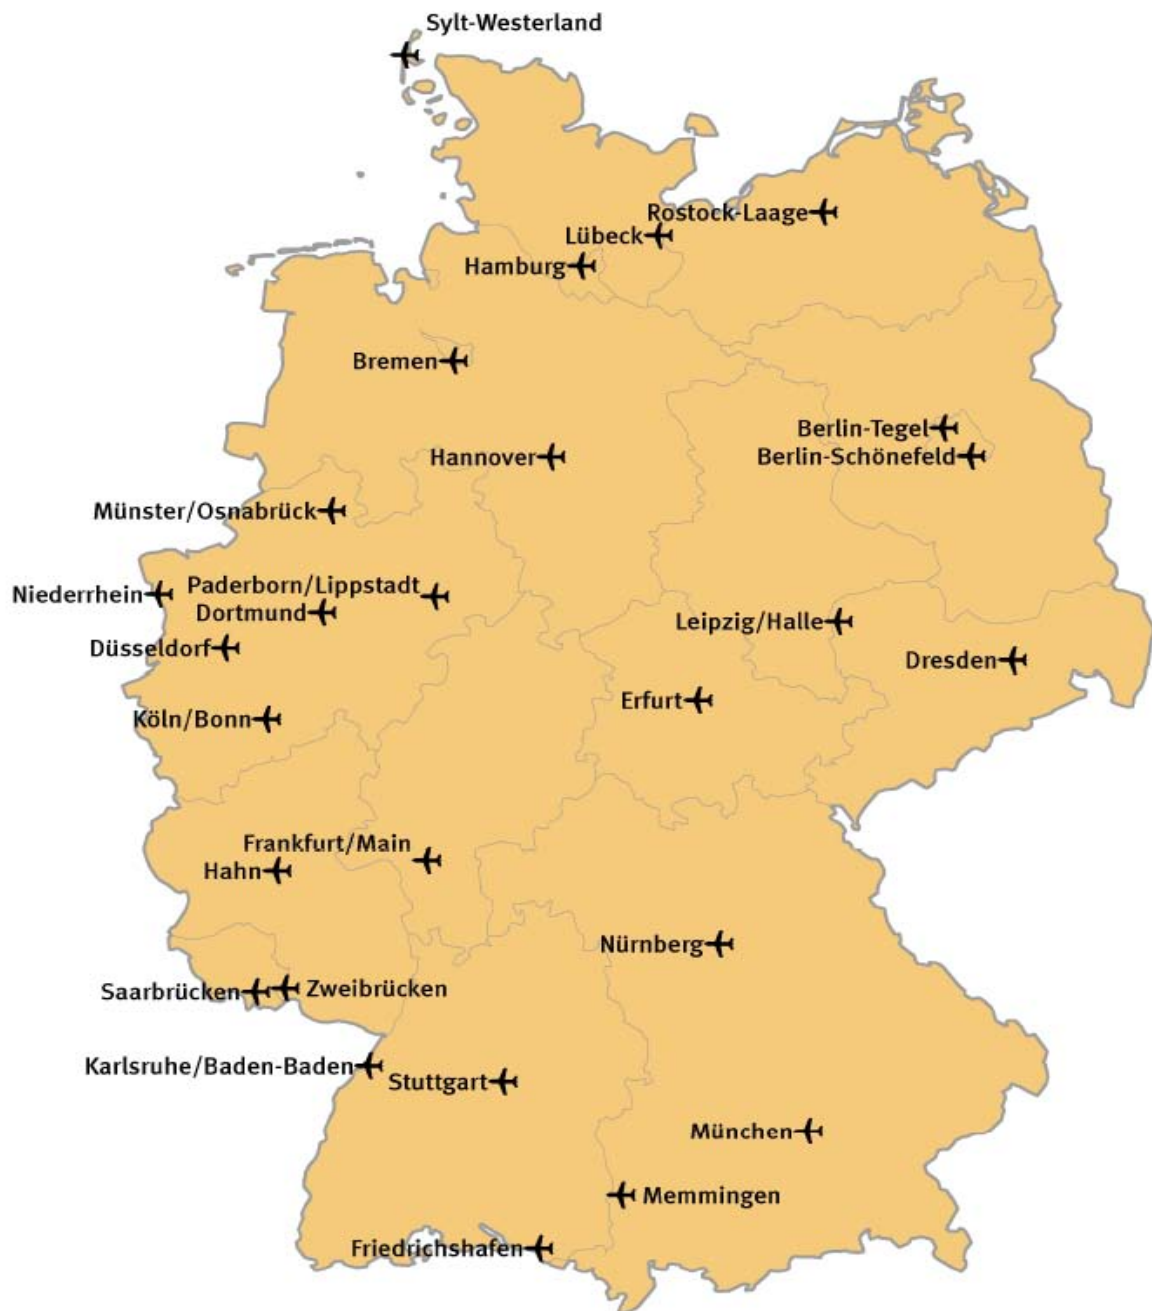 Sylt-Westerland
Rostock-Laage
Lübeck
Hamburg
Bremen
Berlin-Tegel
Hannover
Berlin-Schönefeld
Münster/Osnabrück
Paderborn/Lippstadt
Niederrhein
Dortmund
Leipzig/Halle
Düsseldorf
Dresden
Erfurt
Köln/Bonn
Frankfurt/Main
Hahn
Nürnberg
Saarbrücken
Zweibrücken
Karlsruhe/Baden-Baden
Stuttgart
München
Memmingen
Friedrichshafen